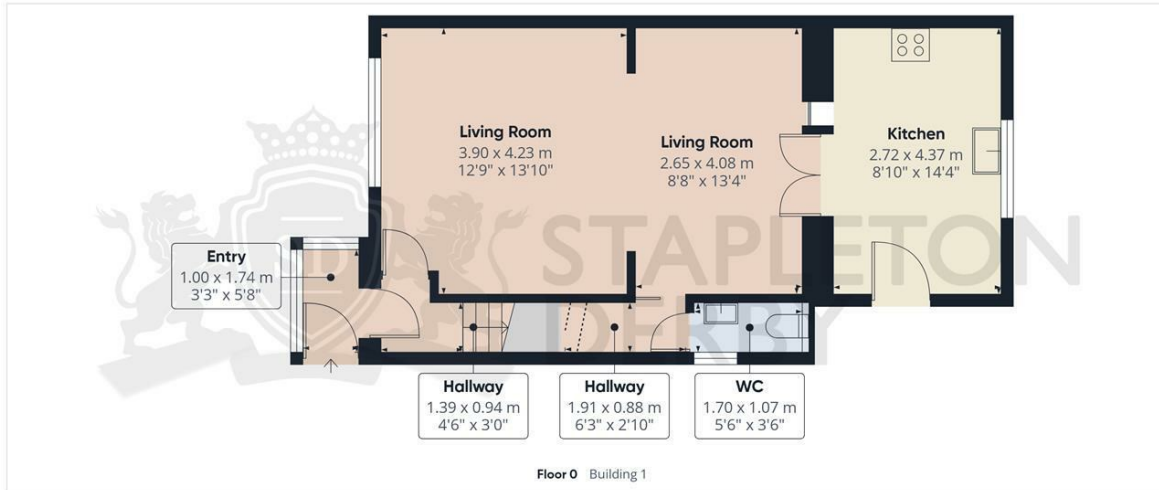 Living Room
3.90 x 4.23 m
12'9" x 13'10"
Living Room
2.65 x 4.08 m
8'8" x 13'4"
Kitchen
2.72 x 4.37 m
8'10" x 14'4"
Entry
1.00 x 1.74 m
3'3" x 5'8"
STAPLETON
DERBY
SD
Hallway
1.39 x 0.94 m
4'6" x 3'0"
Hallway
1.91 x 0.88 m
6'3" x 2'10"
WC
1.70 x 1.07 m
5'6" x 3'6"
Floor 0 Building 1